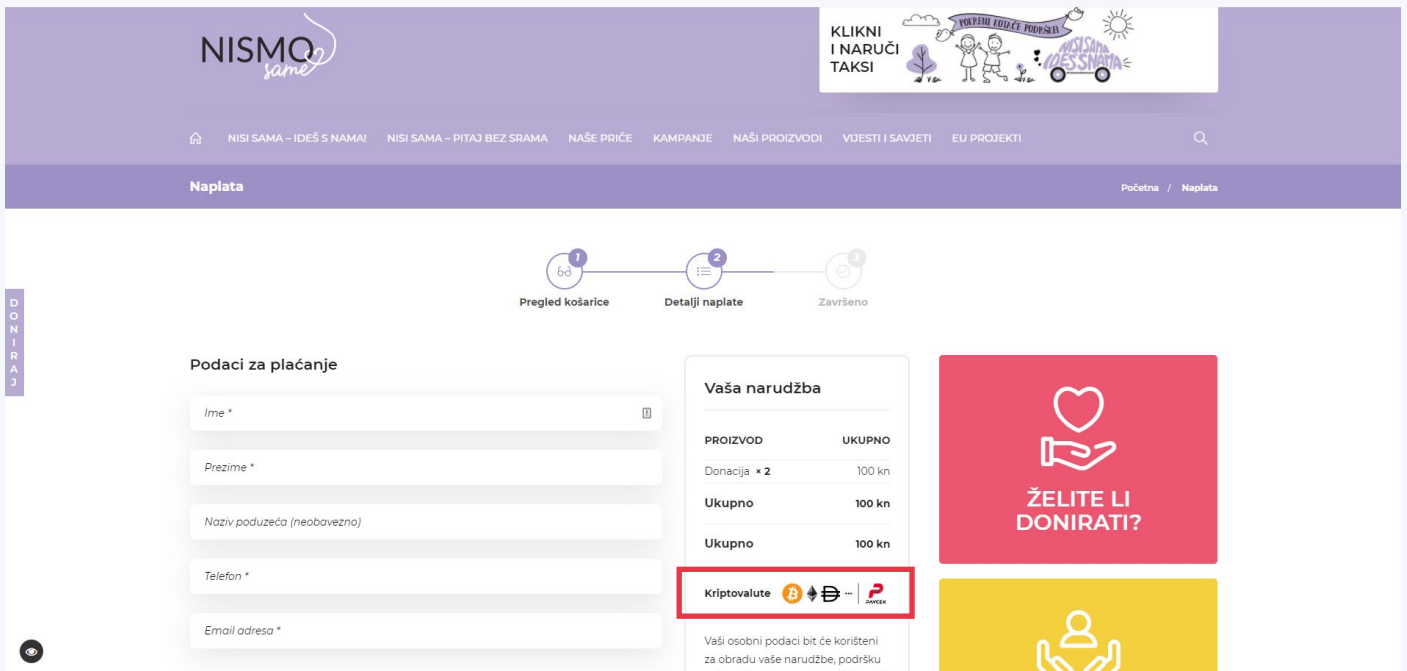 NISMO
same
KLIKNI
I NARUČI
TAKSI
POKRENI KOTAČE PODRŠKE!
NISI SAMA
IDEŠ S NAMA
NISI SAMA – IDEŠ S NAMA!
NISI SAMA – PITAJ BEZ SRAMA
NAŠE PRIČE
KAMPANJE
NAŠI PROIZVODI
VIJESTI I SAVJETI
EU PROJEKTI
Naplata
Početna / Naplata
1
2
3
Pregled košarice
Detalji naplate
Završeno
DONIRAJ
Podaci za plaćanje
Ime *
Prezime *
Naziv poduzeća (neobavezno)
Telefon *
Email adresa *
Vaša narudžba
PROIZVOD UKUPNO
Donacija × 2 100 kn
Ukupno 100 kn
Ukupno 100 kn
Kriptovalute ... | PAYCEK
Vaši osobni podaci bit će korišteni
za obradu vaše narudžbe, podršku
ŽELITE LI
DONIRATI?